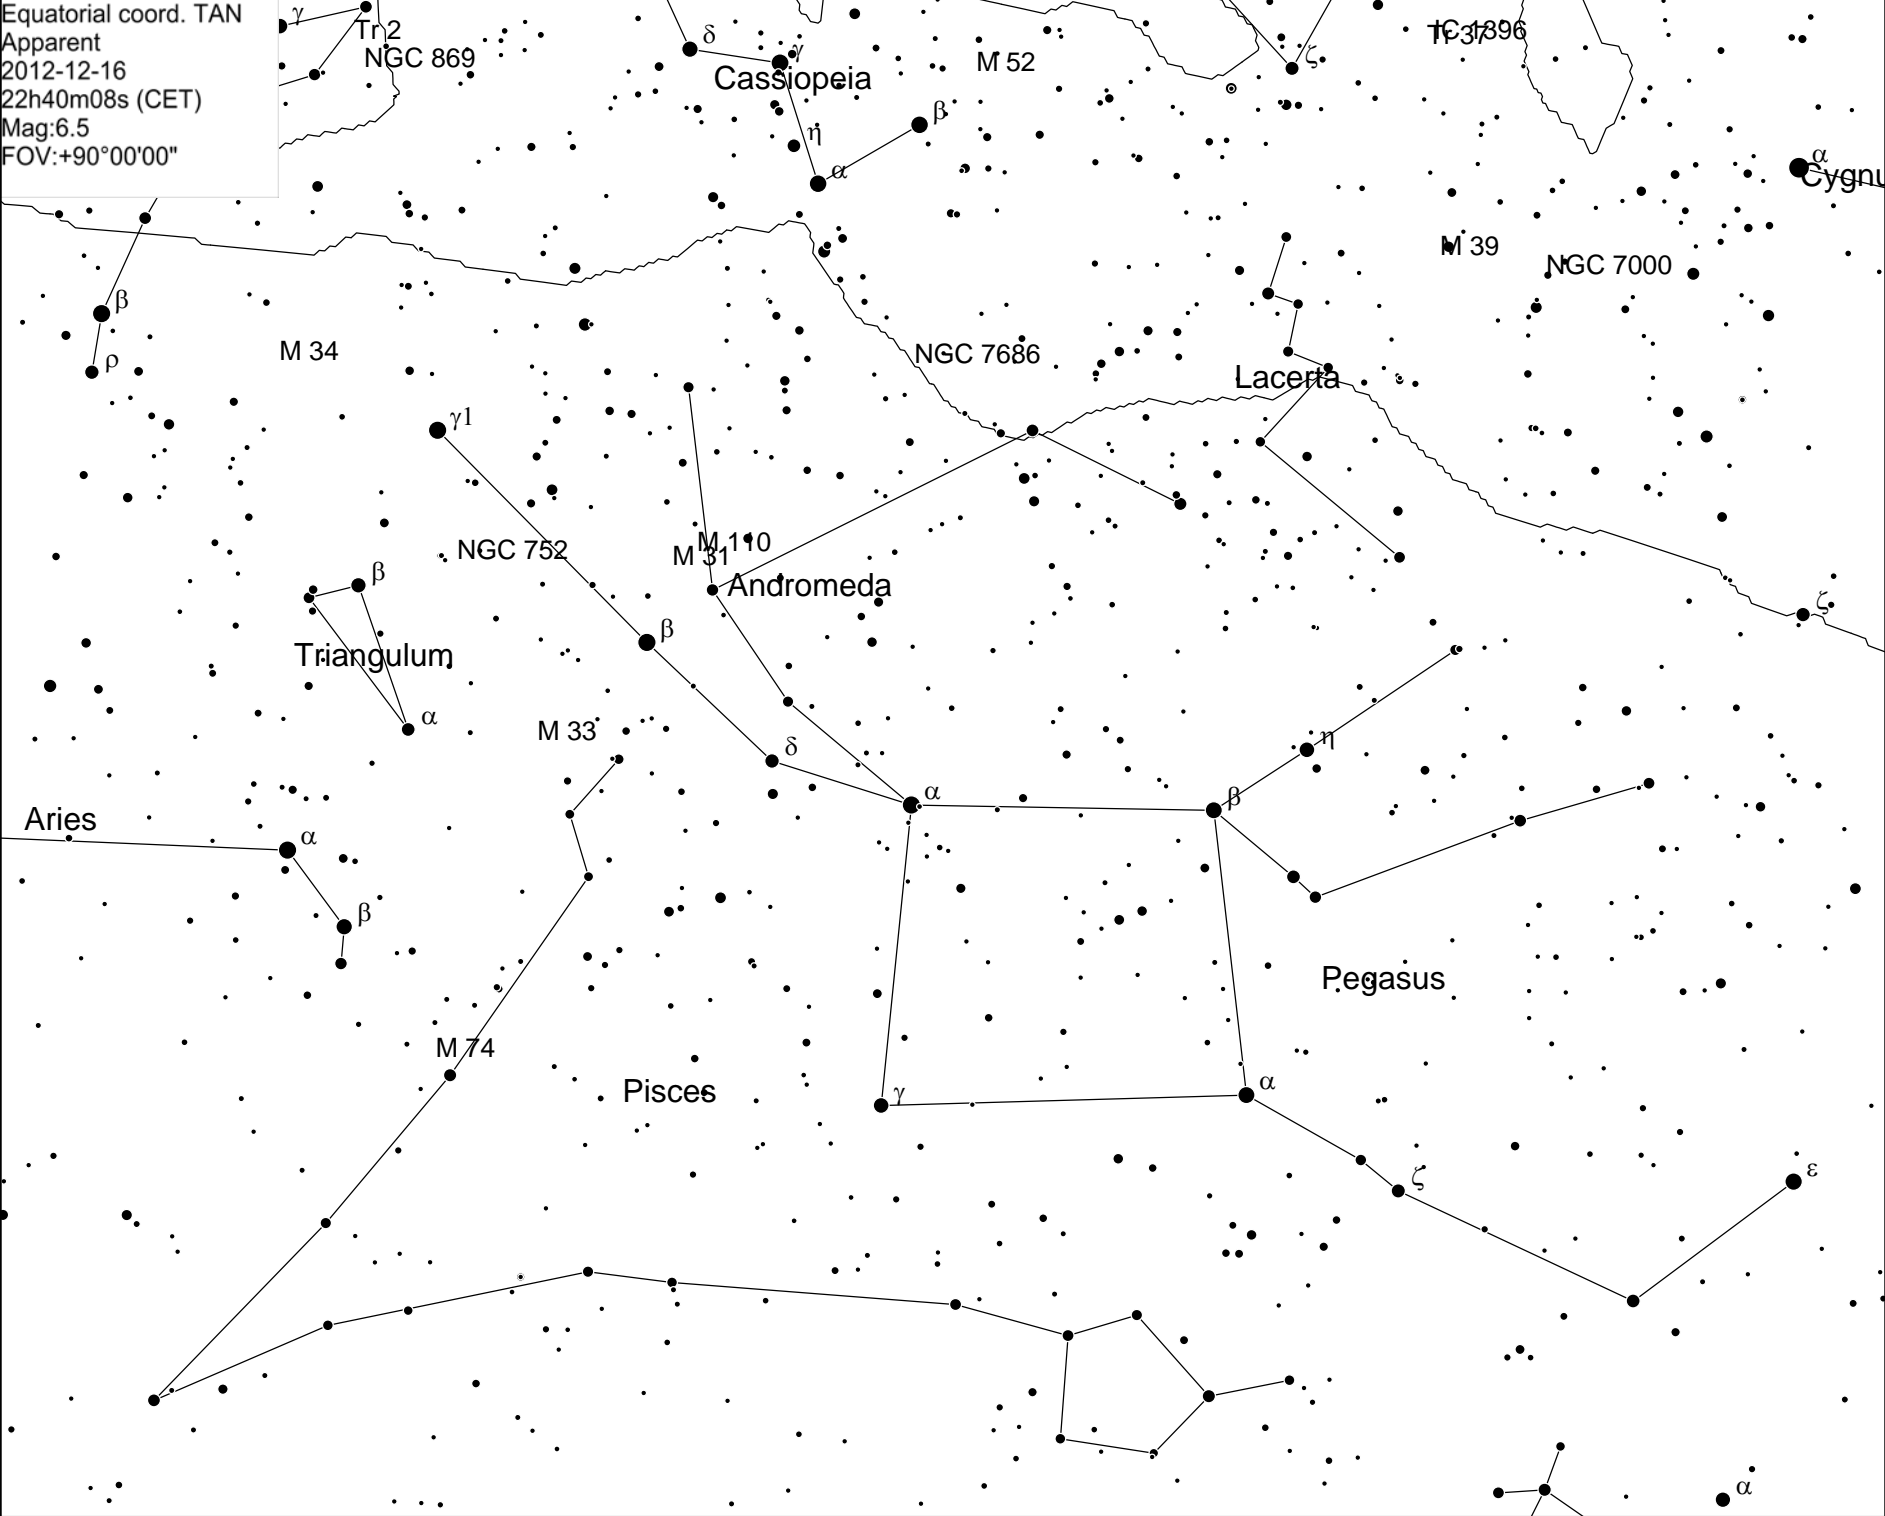 Equatorial coord. TAN
Apparent
2012-12-16
22h40m08s (CET)
Mag:6.5
FOV:+90°00'00"
γ
Tr 2
NGC 869
δ
γ
Cassiopeia
M 52
ζ
Tr 37
IC 1396
β
η
α
α
Cygnu
M 39
NGC 7000
β
ρ
M 34
NGC 7686
Lacerta
γ1
NGC 752
M 110
M 31
Andromeda
β
ζ
β
Triangulum
α
M 33
δ
η
α
β
Aries
α
β
Pegasus
M 74
Pisces
γ
α
ζ
ε
α